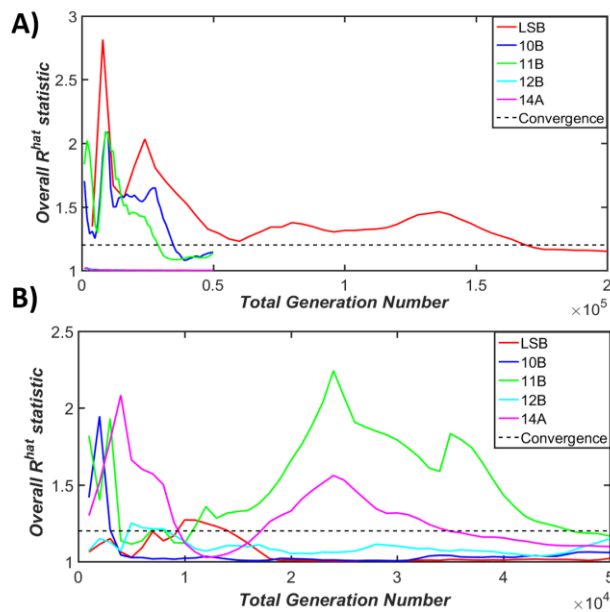 A)
Overall R^hat statistic
3
2.5
2
1.5
1
0
0.5
1
1.5
2
×10^5
Total Generation Number
LSB
10B
11B
12B
14A
Convergence
B)
Overall R^hat statistic
2.5
2
1.5
1
0
1
2
3
4
5
×10^4
Total Generation Number
LSB
10B
11B
12B
14A
Convergence